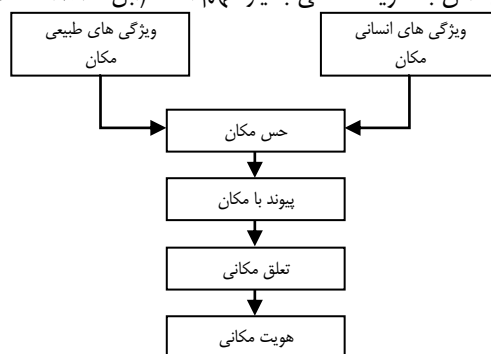 ویژگی های انسانی
مکان
ویژگی های طبیعی
مکان
حس مکان
پیوند با مکان
تعلق مکانی
هویت مکانی